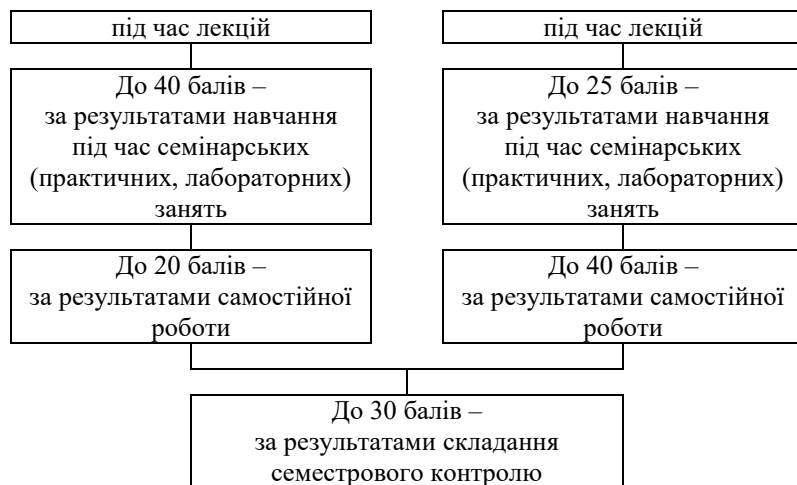 під час лекцій
До 40 балів –
за результатами навчання
під час семінарських
(практичних, лабораторних)
занять
До 20 балів –
за результатами самостійної
роботи
під час лекцій
До 25 балів –
за результатами навчання
під час семінарських
(практичних, лабораторних)
занять
До 40 балів –
за результатами самостійної
роботи
До 30 балів –
за результатами складання
семестрового контролю